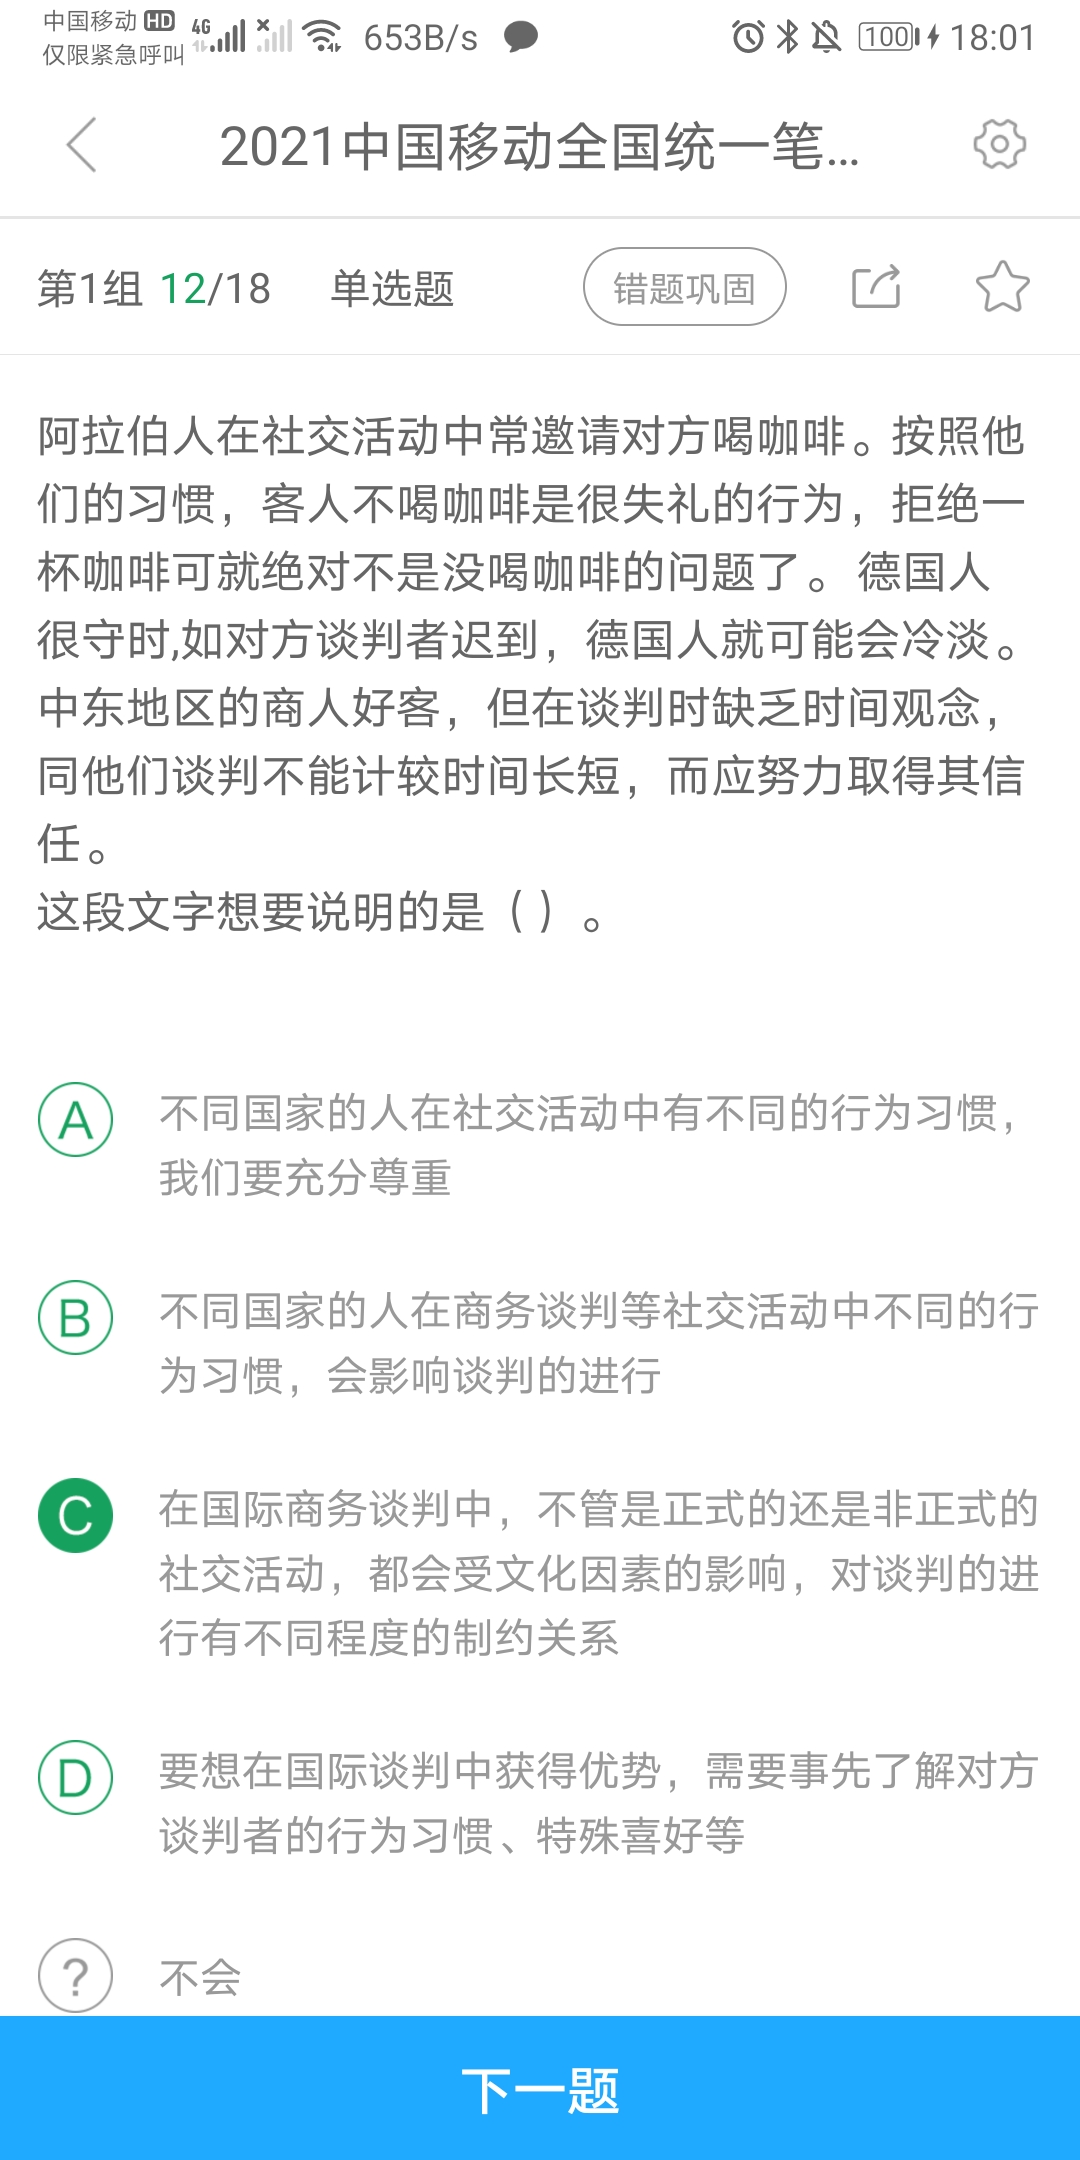 中国移动 HD 4G 653B/s 100 18:01
仅限紧急呼叫
2021中国移动全国统一笔...
第1组 12/18 单选题 错题巩固
阿拉伯人在社交活动中常邀请对方喝咖啡。按照他
们的习惯，客人不喝咖啡是很失礼的行为，拒绝一
杯咖啡可就绝对不是没喝咖啡的问题了。 德国人
很守时,如对方谈判者迟到，德国人就可能会冷淡。
中东地区的商人好客，但在谈判时缺乏时间观念，
同他们谈判不能计较时间长短，而应努力取得其信
任。
这段文字想要说明的是（）。
A 不同国家的人在社交活动中有不同的行为习惯，
我们要充分尊重
B 不同国家的人在商务谈判等社交活动中不同的行
为习惯，会影响谈判的进行
C 在国际商务谈判中，不管是正式的还是非正式的
社交活动，都会受文化因素的影响，对谈判的进
行有不同程度的制约关系
D 要想在国际谈判中获得优势，需要事先了解对方
谈判者的行为习惯、特殊喜好等
? 不会
下一题